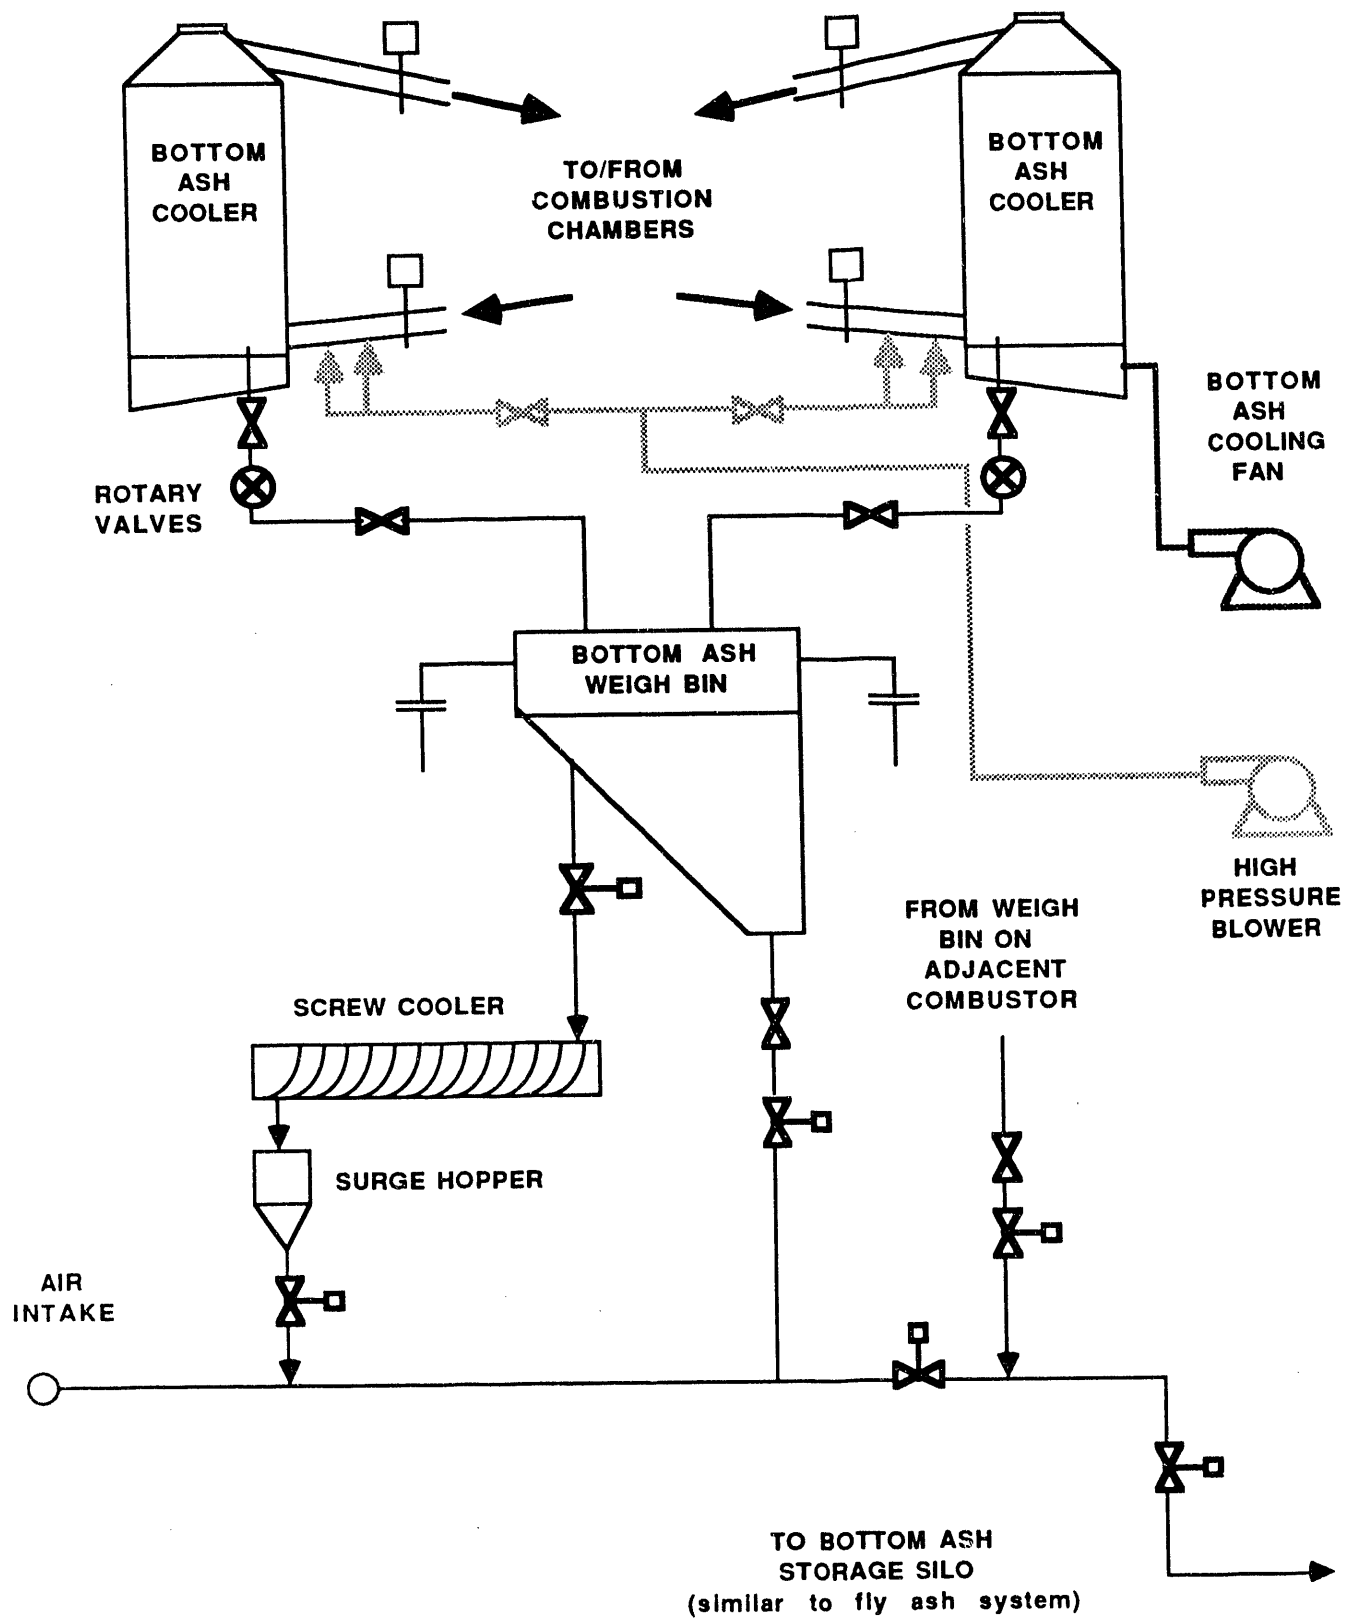 BOTTOM
ASH
COOLER
BOTTOM
ASH
COOLER
TO/FROM
COMBUSTION
CHAMBERS
BOTTOM
ASH
COOLING
FAN
ROTARY
VALVES
BOTTOM ASH
WEIGH BIN
HIGH
PRESSURE
BLOWER
FROM WEIGH
BIN ON
ADJACENT
COMBUSTOR
SCREW COOLER
SURGE HOPPER
AIR
INTAKE
TO BOTTOM ASH
STORAGE SILO
(similar to fly ash system)